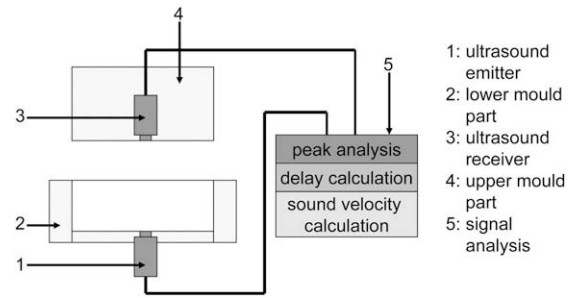 4
3
2
1
5
peak analysis
delay calculation
sound velocity
calculation
1: ultrasound
emitter
2: lower mould
part
3: ultrasound
receiver
4: upper mould
part
5: signal
analysis